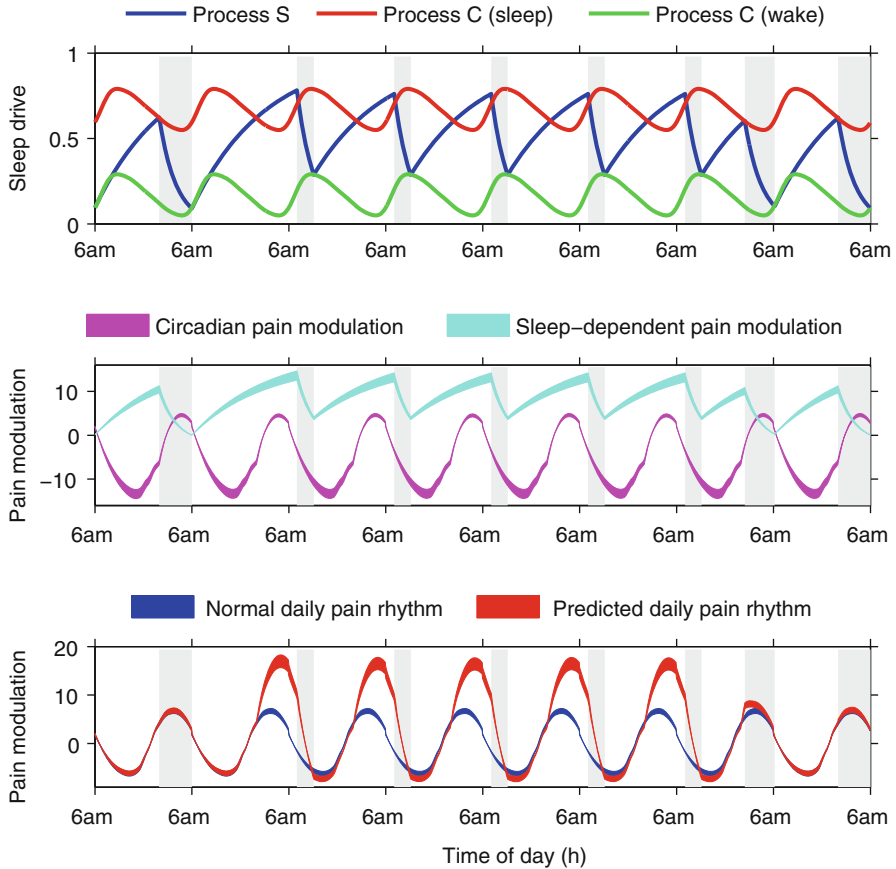 Process S Process C (sleep) Process C (wake)
1
0.5
0
Sleep drive
6am 6am 6am 6am 6am 6am 6am 6am 6am
Circadian pain modulation Sleep−dependent pain modulation
10
0
−10
Pain modulation
6am 6am 6am 6am 6am 6am 6am 6am 6am
Normal daily pain rhythm Predicted daily pain rhythm
20
10
0
Pain modulation
6am 6am 6am 6am 6am 6am 6am 6am 6am
Time of day (h)